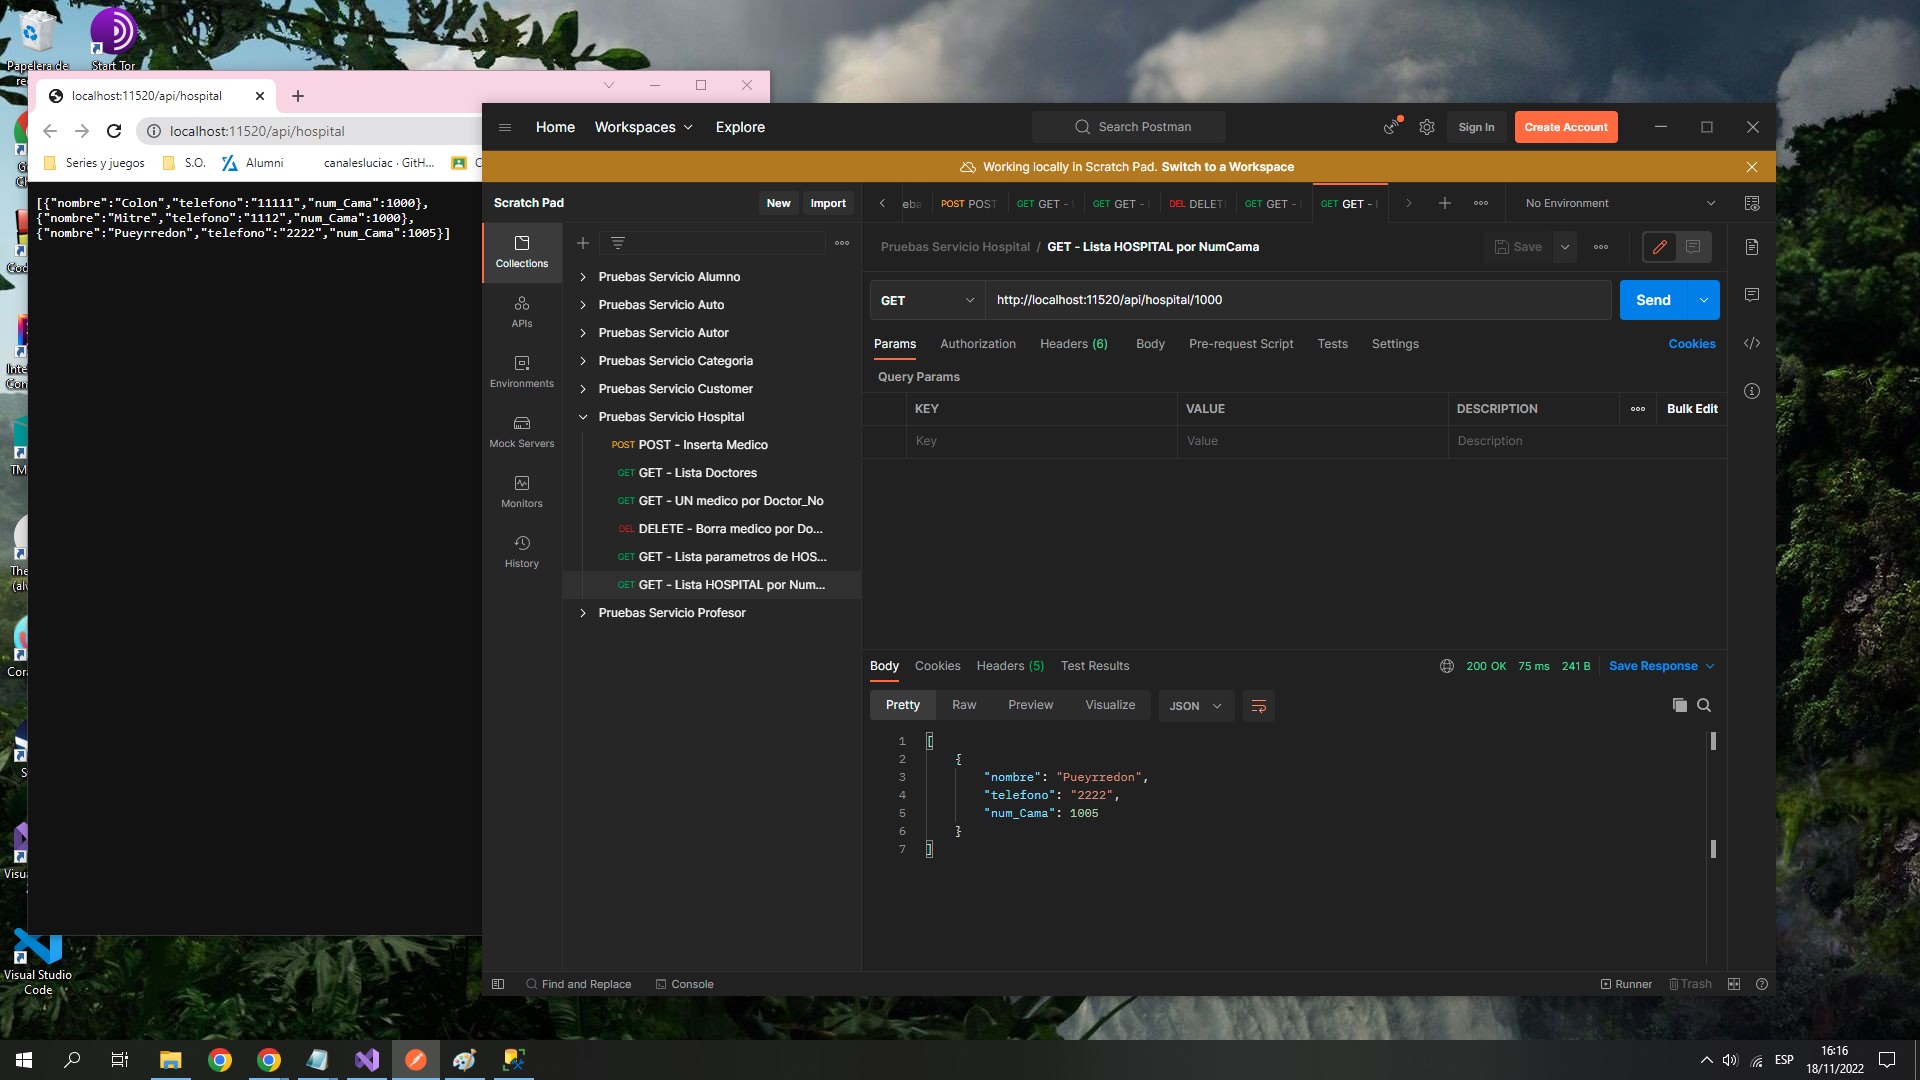 Papelera de
Start Tor
localhost:11520/api/hospital
localhost:11520/api/hospital
Series y juegos
S.O.
Alumni
canalesluciac · GitH...
[{"nombre":"Colon","telefono":"11111","num_Cama":1000},
{"nombre":"Mitre","telefono":"1112","num_Cama":1000},
{"nombre":"Pueyrredon","telefono":"2222","num_Cama":1005}]
Home
Workspaces
Explore
Search Postman
Sign In
Create Account
Working locally in Scratch Pad. Switch to a Workspace
Scratch Pad
New
Import
POST POST
GET GET -
GET GET -
DEL DELET
GET GET -
GET GET -
No Environment
Collections
APIs
Environments
Mock Servers
Monitors
History
Pruebas Servicio Alumno
Pruebas Servicio Auto
Pruebas Servicio Autor
Pruebas Servicio Categoria
Pruebas Servicio Customer
Pruebas Servicio Hospital
POST POST - Inserta Medico
GET GET - Lista Doctores
GET GET - UN medico por Doctor_No
DEL DELETE - Borra medico por Do...
GET GET - Lista parametros de HOS...
GET GET - Lista HOSPITAL por Num...
Pruebas Servicio Profesor
Pruebas Servicio Hospital / GET - Lista HOSPITAL por NumCama
Save
GET
http://localhost:11520/api/hospital/1000
Send
Params
Authorization
Headers (6)
Body
Pre-request Script
Tests
Settings
Cookies
Query Params
KEY
VALUE
DESCRIPTION
Bulk Edit
Key
Value
Description
Body
Cookies
Headers (5)
Test Results
200 OK
75 ms
241 B
Save Response
Pretty
Raw
Preview
Visualize
JSON
1 [
2 {
3 "nombre": "Pueyrredon",
4 "telefono": "2222",
5 "num_Cama": 1005
6 }
7 ]
Find and Replace
Console
Runner
Trash
Visual Studio
Code
ESP
16:16
18/11/2022